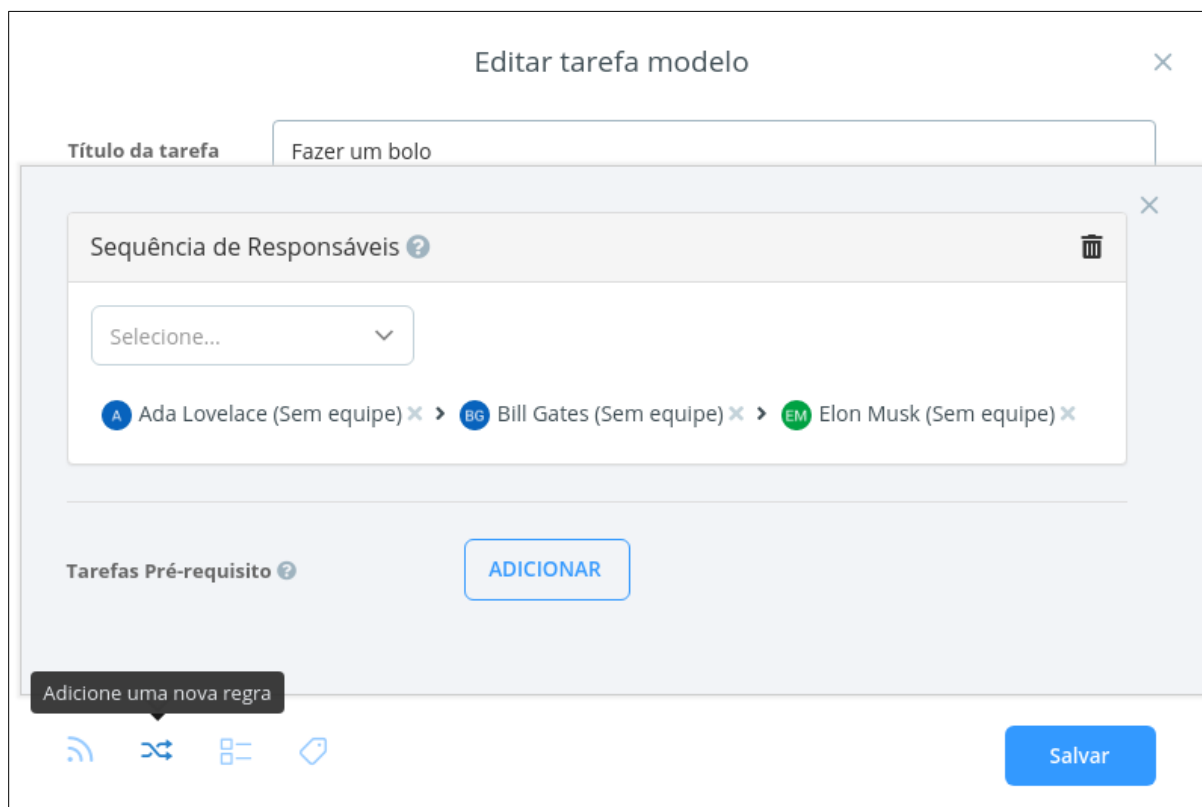 Editar tarefa modelo
Título da tarefa
Fazer um bolo
Sequência de Responsáveis ?
Selecione...
A Ada Lovelace (Sem equipe) × > BG Bill Gates (Sem equipe) × > EM Elon Musk (Sem equipe) ×
Tarefas Pré-requisito ?
ADICIONAR
Adicione uma nova regra
Salvar